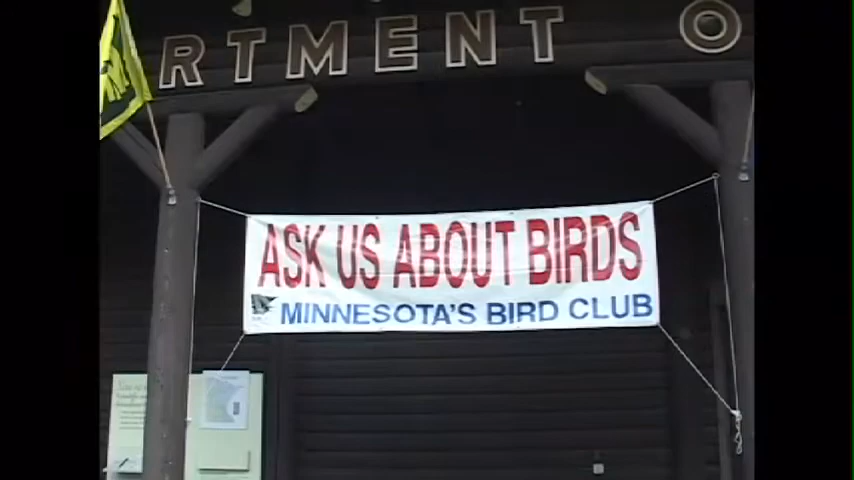 RTMENT O
ASK US ABOUT BIRDS
MINNESOTA'S BIRD CLUB